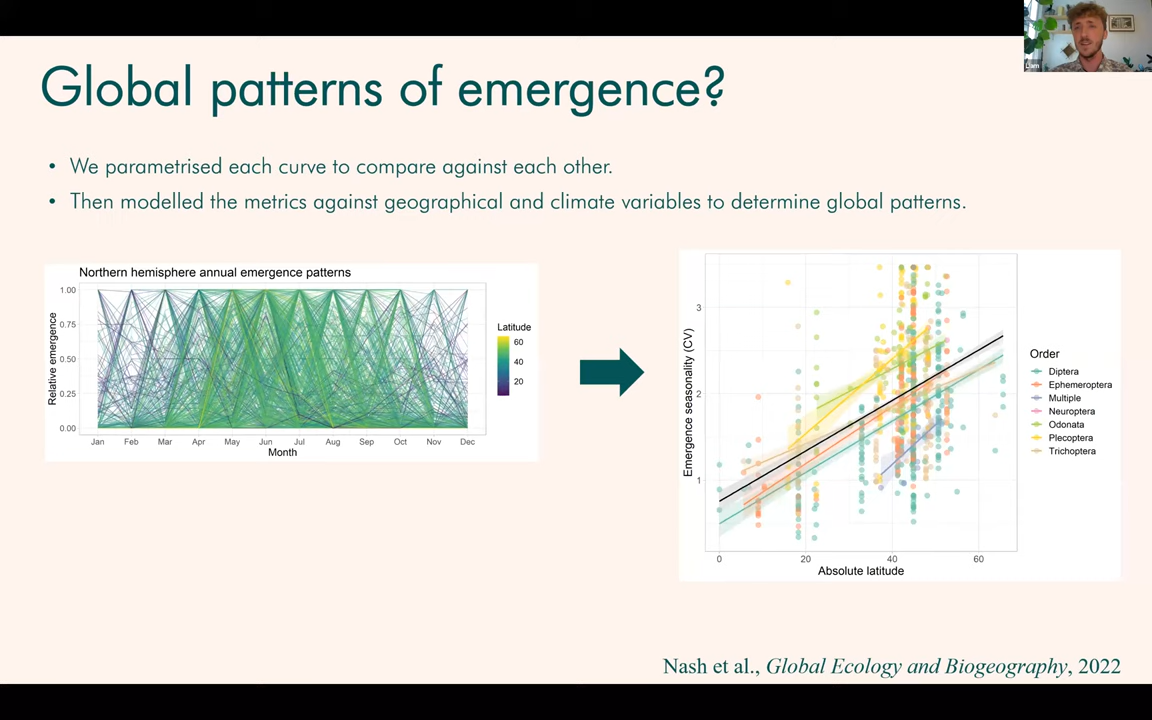 Liam
Global patterns of emergence?
• We parametrised each curve to compare against each other.
• Then modelled the metrics against geographical and climate variables to determine global patterns.
Northern hemisphere annual emergence patterns
Relative emergence
1.00
0.75
0.50
0.25
0.00
Jan Feb Mar Apr May Jun Jul Aug Sep Oct Nov Dec
Month
Latitude
60
40
20
Emergence seasonality (CV)
3
2
1
0 20 40 60
Absolute latitude
Order
Diptera
Ephemeroptera
Multiple
Neuroptera
Odonata
Plecoptera
Trichoptera
Nash et al., Global Ecology and Biogeography, 2022